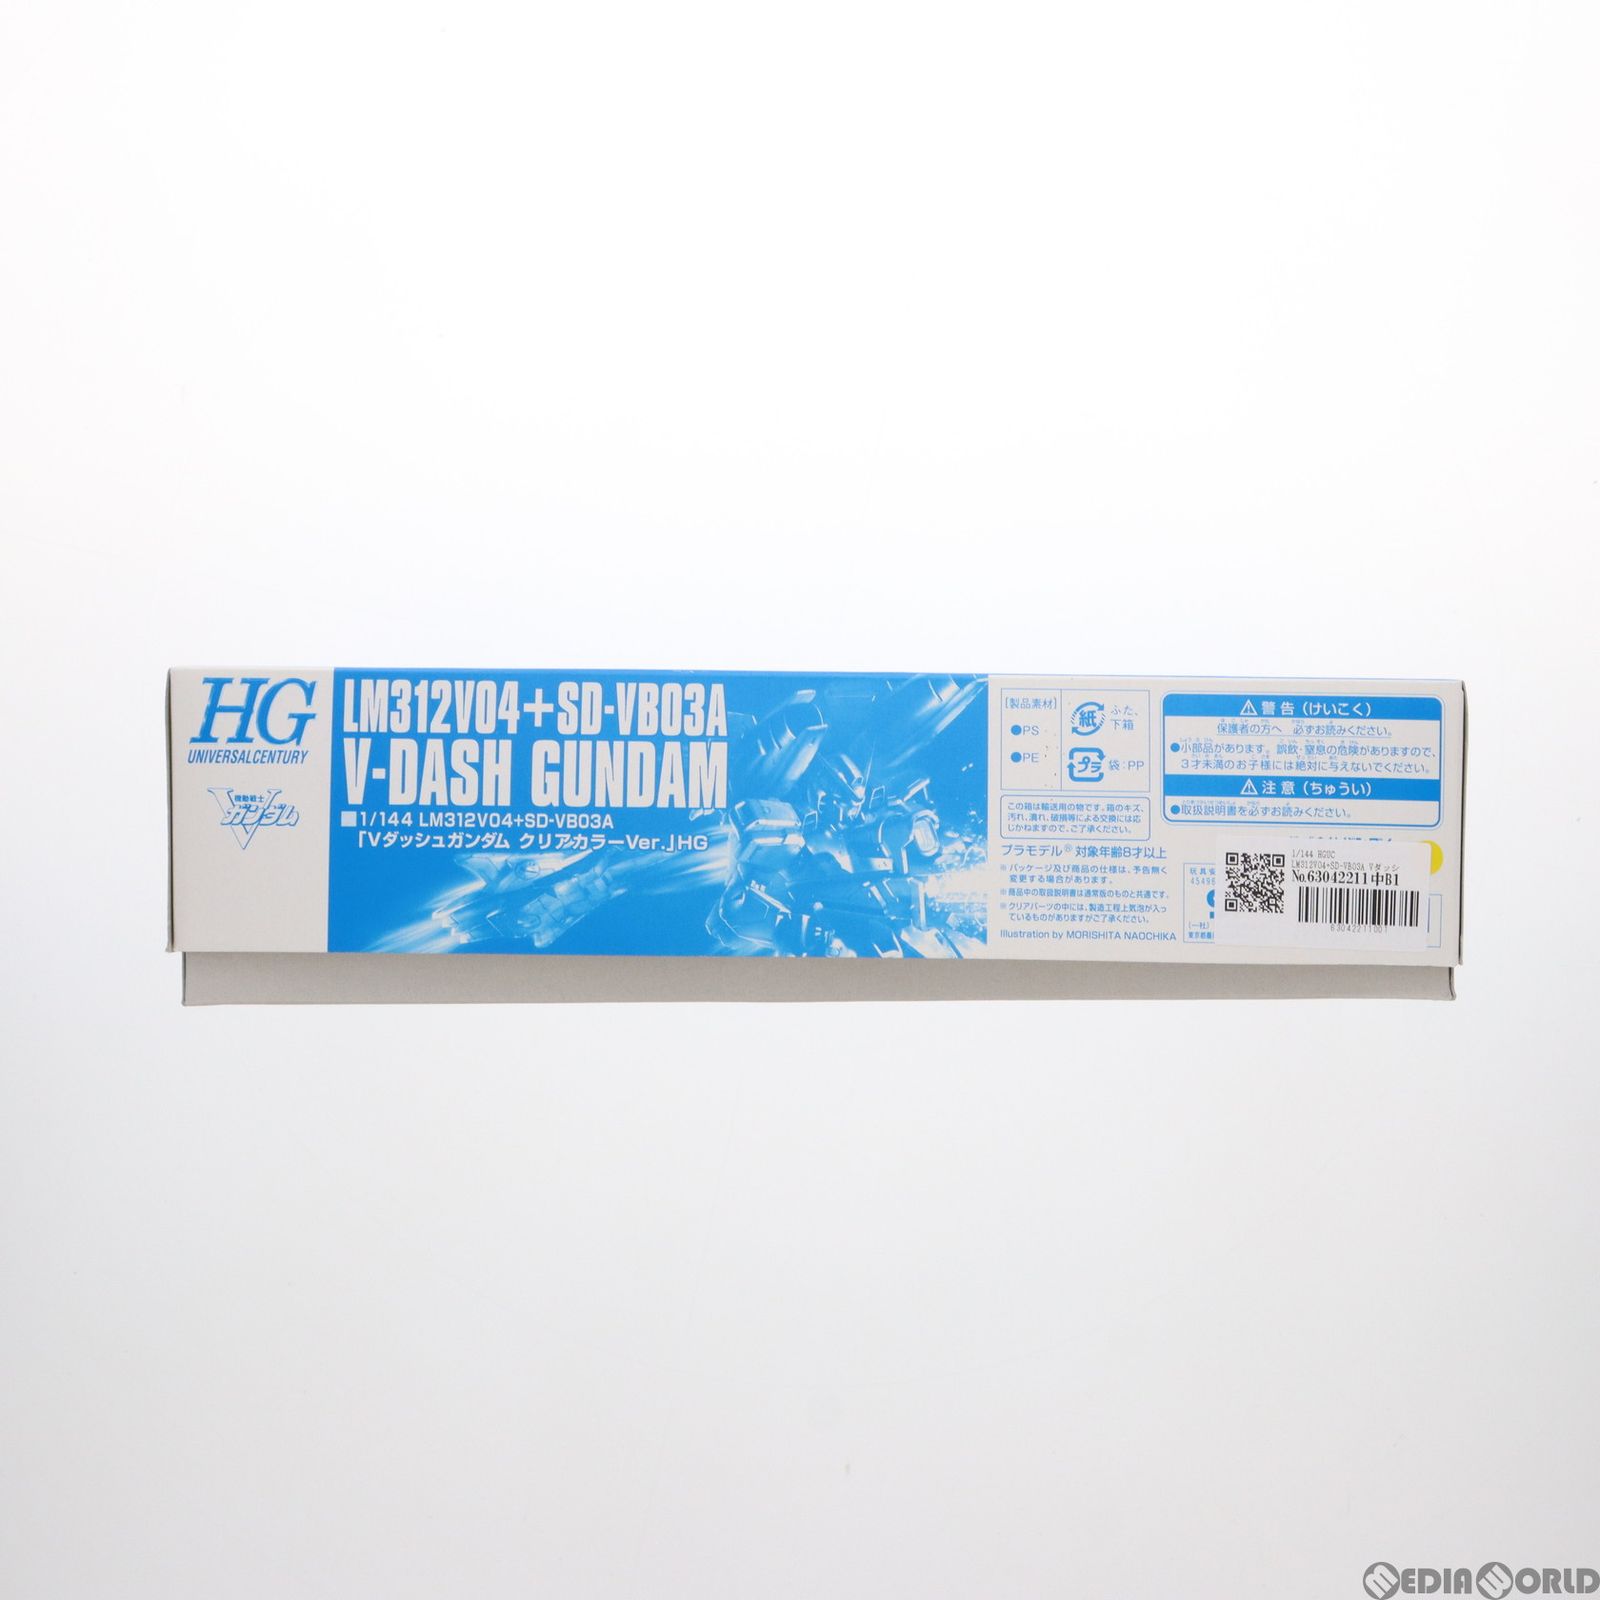 HG
UNIVERSAL CENTURY
機動戦士
Vガンダム
LM312V04+SD-VB03A
V-DASH GUNDAM
■1/144 LM312V04+SD-VB03A
「Vダッシュガンダム クリアカラーVer.」HG
[製品素材]
●PS
●PE
紙
ふた、
下箱
プラ
袋:PP
この箱は輸送用の物です。箱のキズ、
汚れ、潰れ、破損等による交換には応
じかねますので、ご了承ください。
プラモデル® 対象年齢8才以上
※パッケージ及び商品の仕様は、予告無く
変更する場合があります。
※商品中の取扱説明書は通常版のものと共通です。
※クリアパーツの中には、製造工程上気泡が入っ
ているものがありますがご了承ください。
Illustration by MORISHITA NAOCHIKA
警告(けいこく)
保護者の方へ 必ずお読みください。
●小部品があります。誤飲・窒息の危険がありますので、
3才未満のお子様には絶対に与えないでください。
注意(ちゅうい)
●取扱説明書を必ずお読みください。
玩具安
45496
(一社)
1/144 HGUC
LM312V04+SD-VB03A Vダッシ
No.63042211中B1
63042211001
MEDIAWORLD